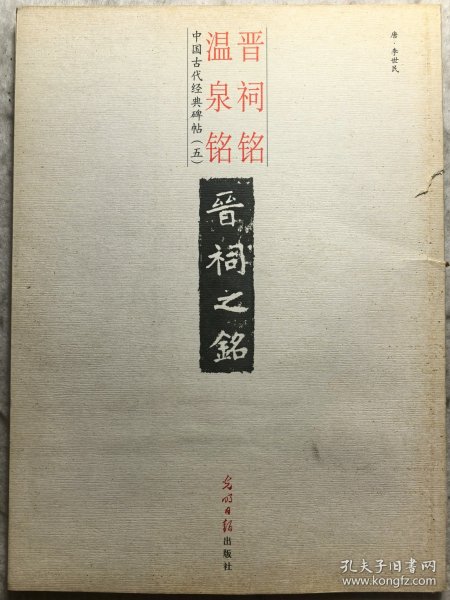 唐·李世民
晋祠铭
温泉铭
中国古代经典碑帖（五）
晋祠之銘
光明日报出版社
孔夫子旧书网
www.kongfz.com